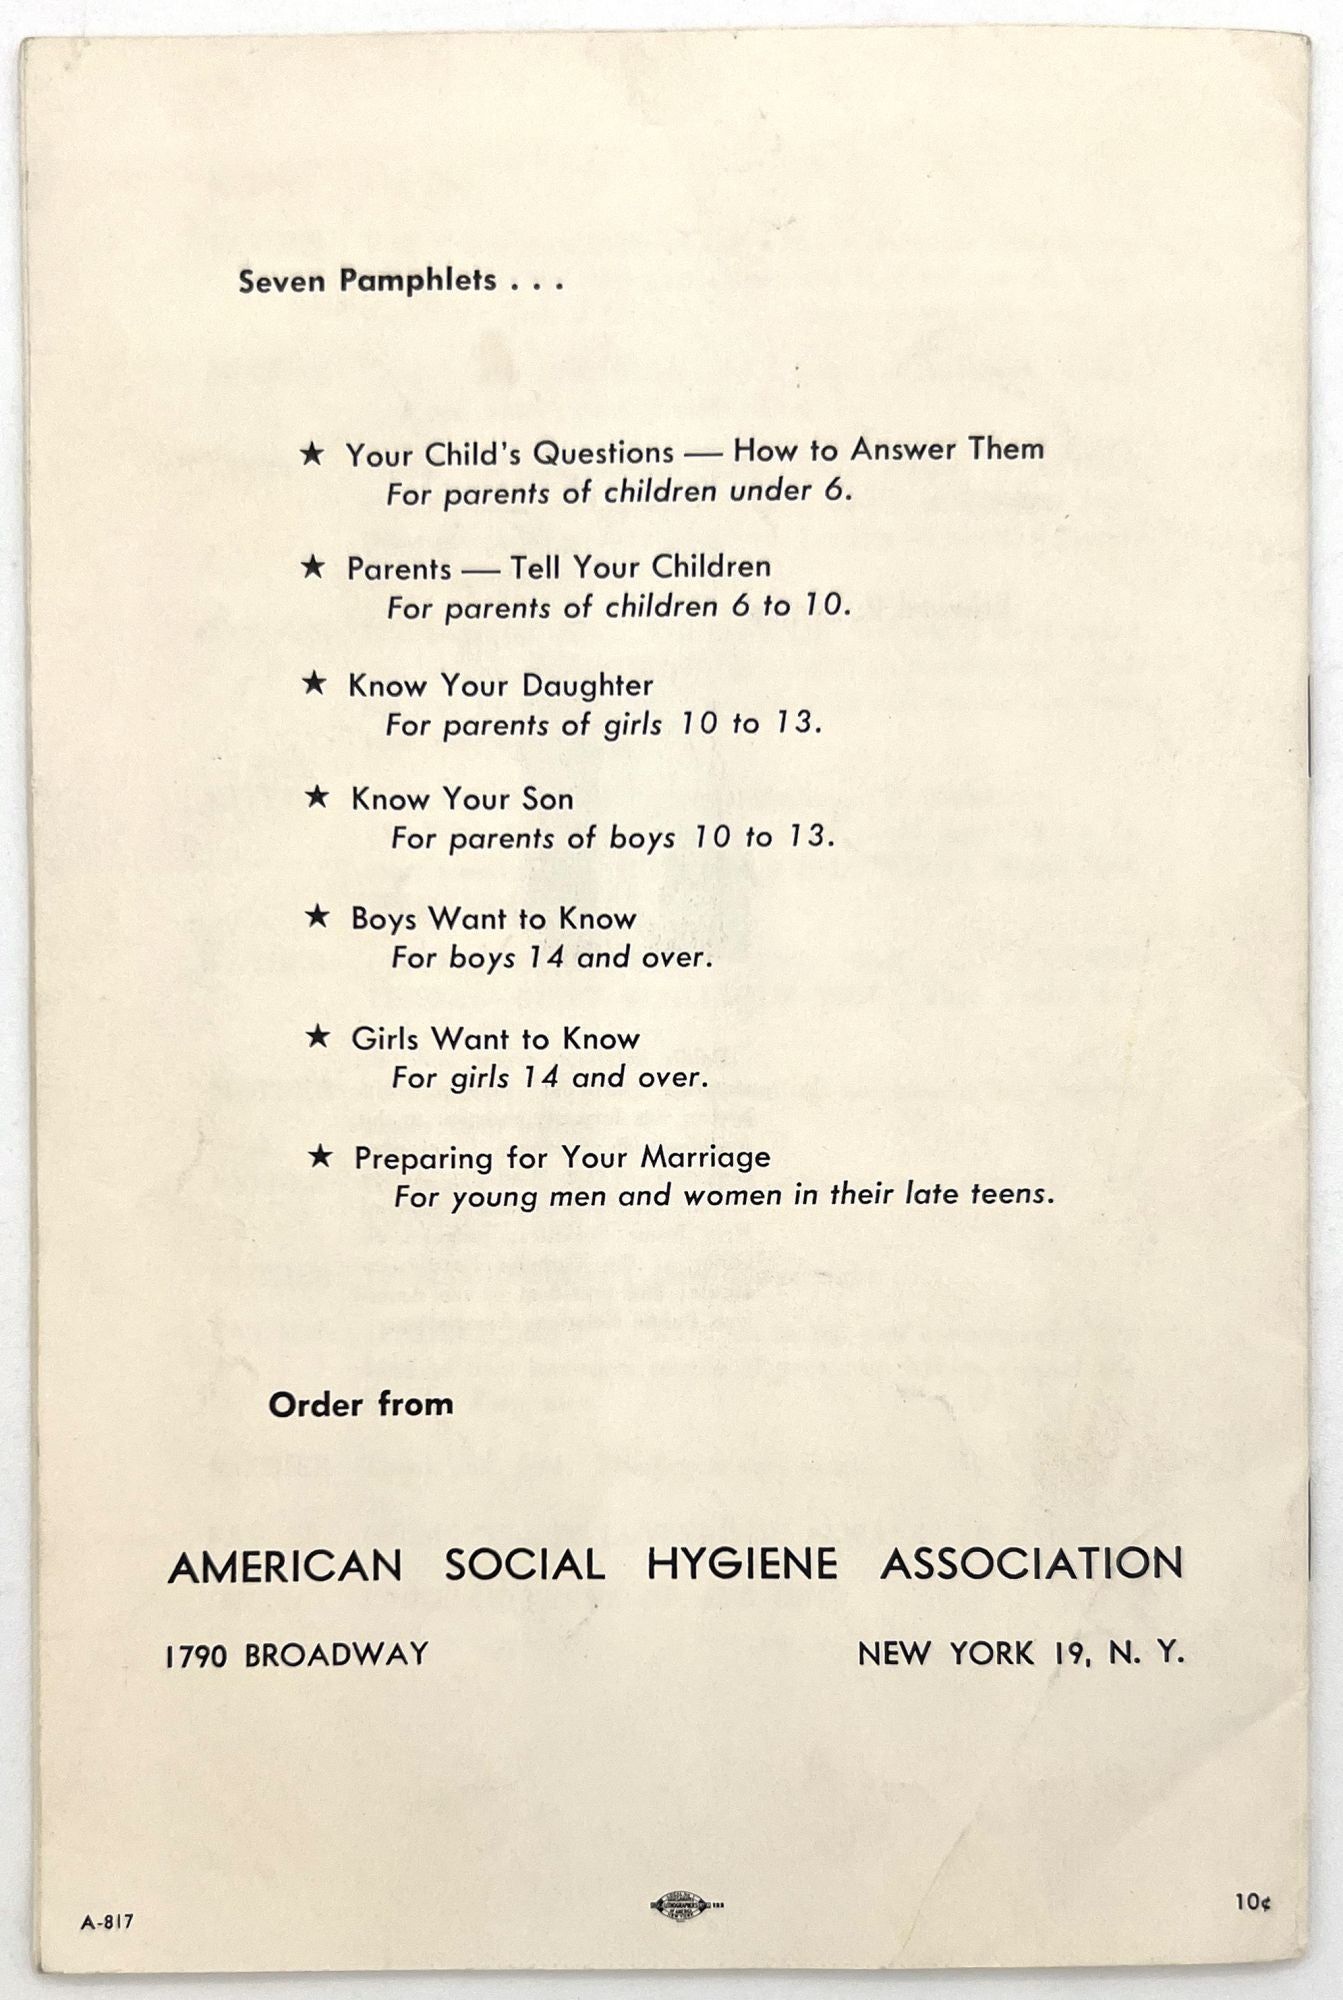 Seven Pamphlets . . .
★ Your Child's Questions — How to Answer Them
For parents of children under 6.
★ Parents — Tell Your Children
For parents of children 6 to 10.
★ Know Your Daughter
For parents of girls 10 to 13.
★ Know Your Son
For parents of boys 10 to 13.
★ Boys Want to Know
For boys 14 and over.
★ Girls Want to Know
For girls 14 and over.
★ Preparing for Your Marriage
For young men and women in their late teens.
Order from
AMERICAN SOCIAL HYGIENE ASSOCIATION
1790 BROADWAY NEW YORK 19, N. Y.
A-817
10¢